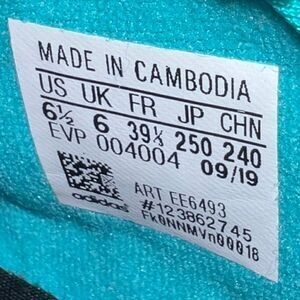 MADE IN CAMBODIA
US UK FR JP CHN
6½ 6 39⅓ 250 240
EVP 004004 09/19
ART EE6493
#123862745
Fk0NNMVn00018
adidas